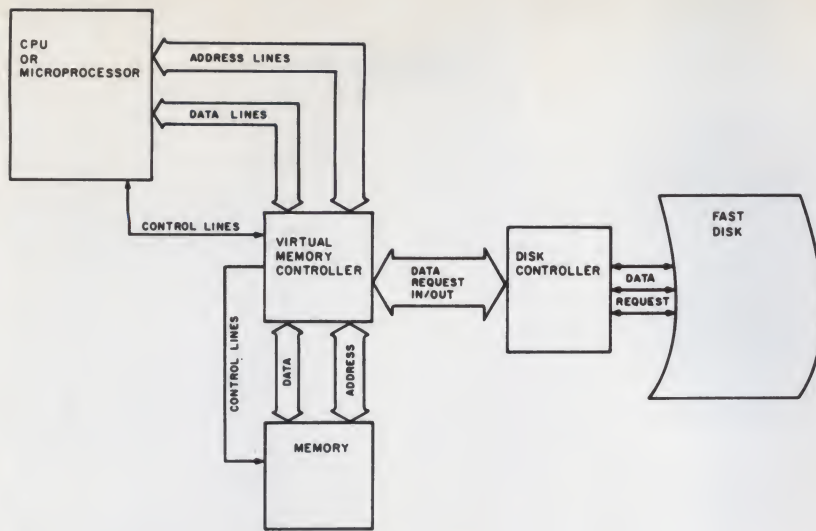 CPU
OR
MICROPROCESSOR
ADDRESS LINES
DATA LINES
CONTROL LINES
VIRTUAL
MEMORY
CONTROLLER
DATA
REQUEST
IN/OUT
DISK
CONTROLLER
DATA
REQUEST
FAST
DISK
CONTROL LINES
DATA
ADDRESS
MEMORY